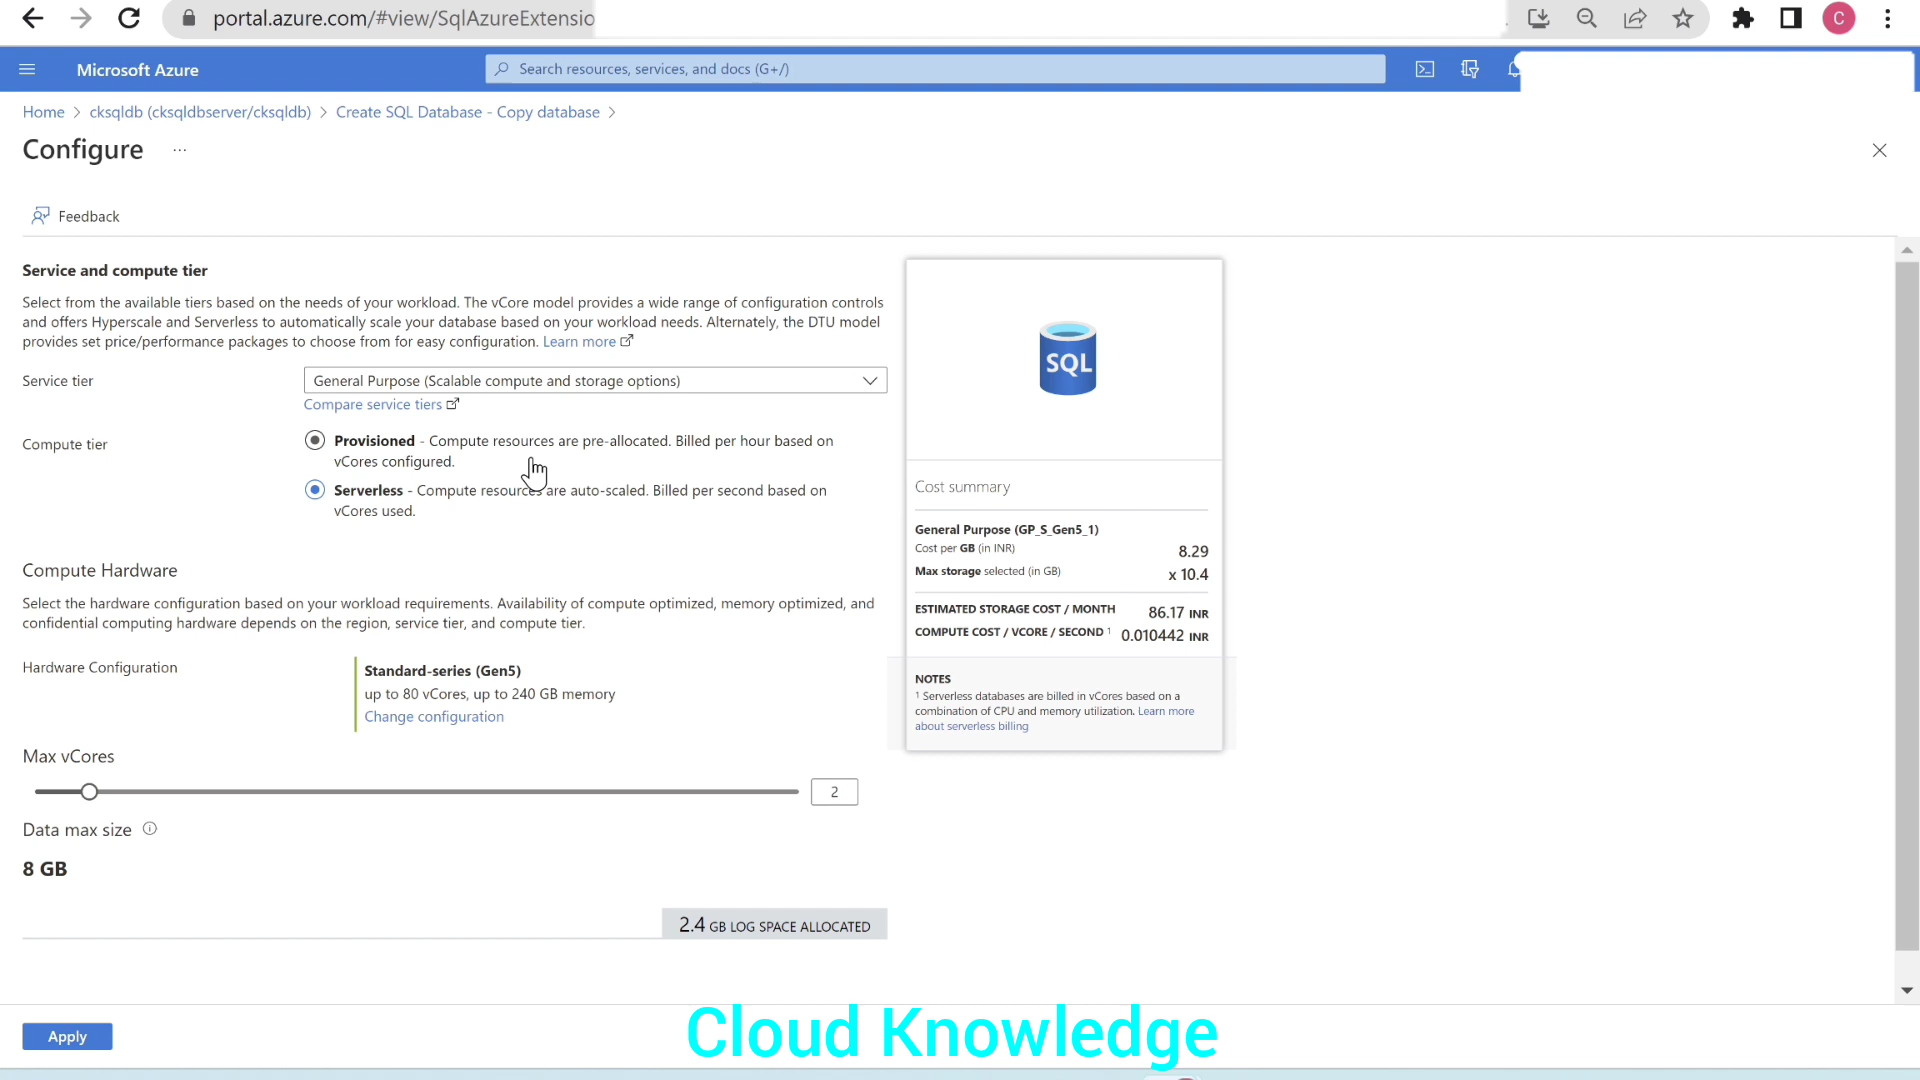 portal.azure.com/#view/SqlAzureExtensio
C
Microsoft Azure
Search resources, services, and docs (G+/)
Home > cksqldb (cksqldbserver/cksqldb) > Create SQL Database - Copy database >
Configure ...
Feedback
Service and compute tier
Select from the available tiers based on the needs of your workload. The vCore model provides a wide range of configuration controls
and offers Hyperscale and Serverless to automatically scale your database based on your workload needs. Alternately, the DTU model
provides set price/performance packages to choose from for easy configuration. Learn more
Service tier
General Purpose (Scalable compute and storage options)
Compare service tiers
Compute tier
Provisioned - Compute resources are pre-allocated. Billed per hour based on
vCores configured.
Serverless - Compute resources are auto-scaled. Billed per second based on
vCores used.
Compute Hardware
Select the hardware configuration based on your workload requirements. Availability of compute optimized, memory optimized, and
confidential computing hardware depends on the region, service tier, and compute tier.
Hardware Configuration
Standard-series (Gen5)
up to 80 vCores, up to 240 GB memory
Change configuration
Max vCores
2
Data max size
8 GB
2.4 GB LOG SPACE ALLOCATED
Apply
SQL
Cost summary
General Purpose (GP_S_Gen5_1)
Cost per GB (in INR) 8.29
Max storage selected (in GB) x 10.4
ESTIMATED STORAGE COST / MONTH 86.17 INR
COMPUTE COST / VCORE / SECOND ¹ 0.010442 INR
NOTES
¹ Serverless databases are billed in vCores based on a
combination of CPU and memory utilization. Learn more
about serverless billing
Cloud Knowledge